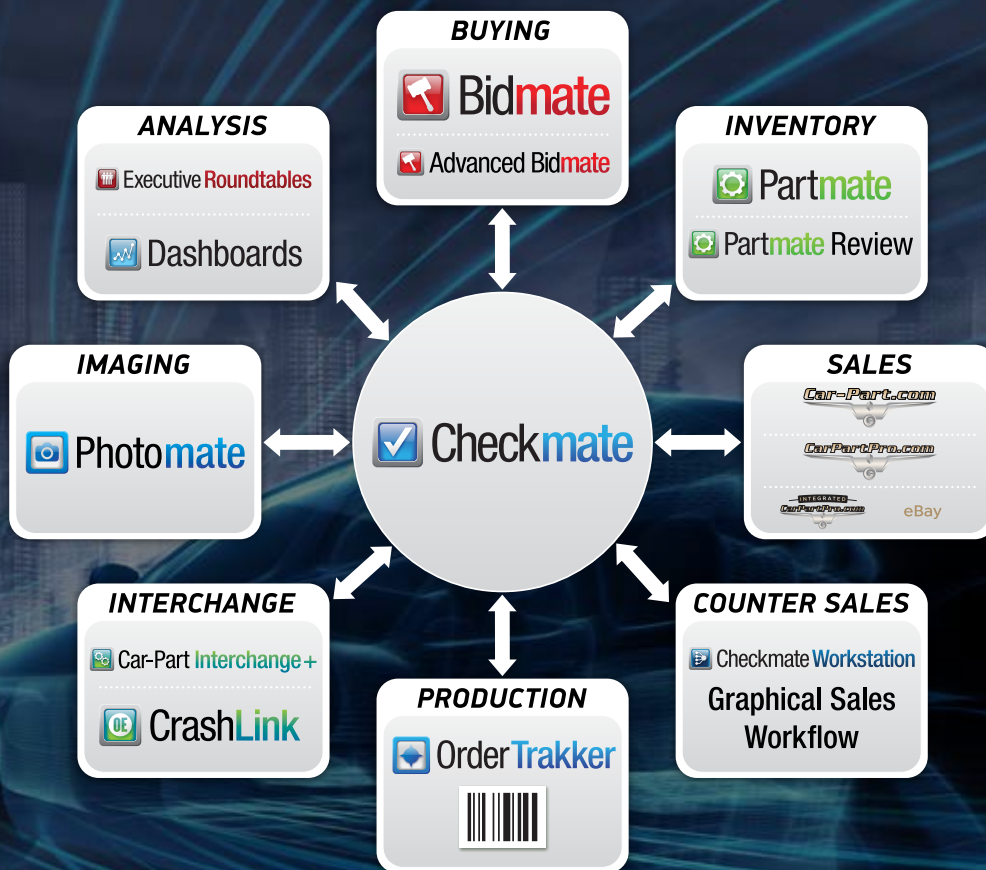 BUYING
Bidmate
Advanced Bidmate
ANALYSIS
Executive Roundtables
Dashboards
INVENTORY
Partmate
Partmate Review
IMAGING
Photomate
Checkmate
SALES
Car-Part.com
CarPartPro.com
INTEGRATED
CarPartPro.com
eBay
INTERCHANGE
Car-Part Interchange+
OE
CrashLink
PRODUCTION
OrderTrakker
COUNTER SALES
Checkmate Workstation
Graphical Sales
Workflow